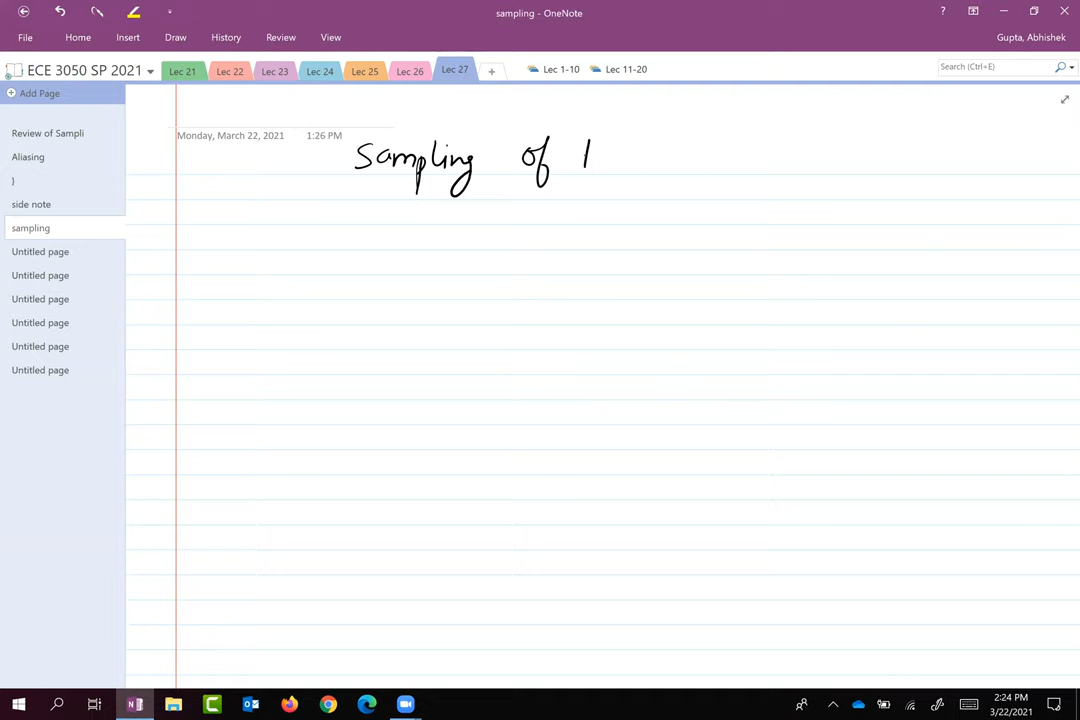 sampling - OneNote
?
File Home Insert Draw History Review View
Gupta, Abhishek
ECE 3050 SP 2021
Lec 21 Lec 22 Lec 23 Lec 24 Lec 25 Lec 26 Lec 27 + Lec 1-10 Lec 11-20
Search (Ctrl+E)
Add Page
Monday, March 22, 2021 1:26 PM
Sampling of
Review of Sampli
Aliasing
}
side note
sampling
Untitled page
Untitled page
Untitled page
Untitled page
Untitled page
Untitled page
2:24 PM
3/22/2021